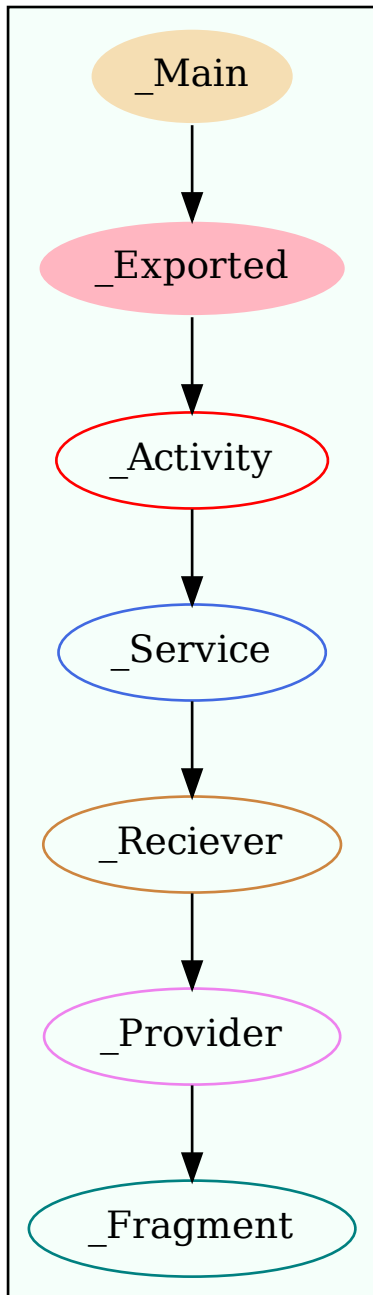 _Main
_Exported
_Activity
_Service
_Reciever
_Provider
_Fragment